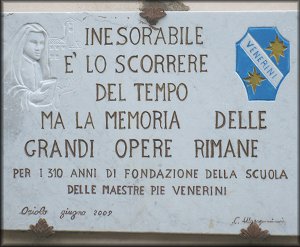 INESORABILE
E' LO SCORRERE
DEL TEMPO
MA LA MEMORIA DELLE
GRANDI OPERE RIMANE
PER I 310 ANNI DI FONDAZIONE DELLA SCUOLA
DELLE MAESTRE PIE VENERINI
Oriolo giugno 2009
VENERINI